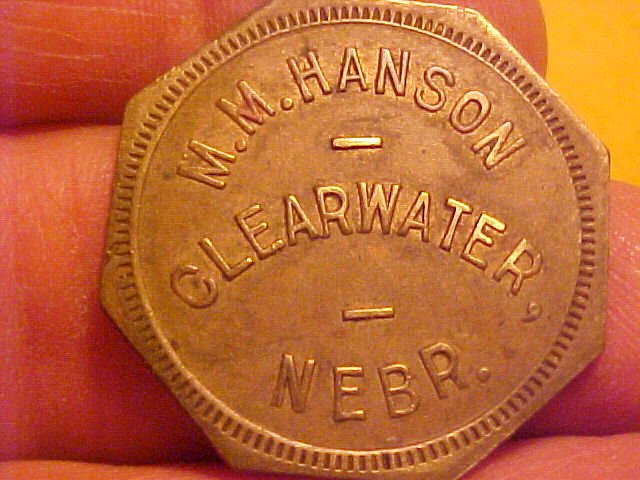 M.M. HANSON
—
CLEARWATER,
—
NEBR.